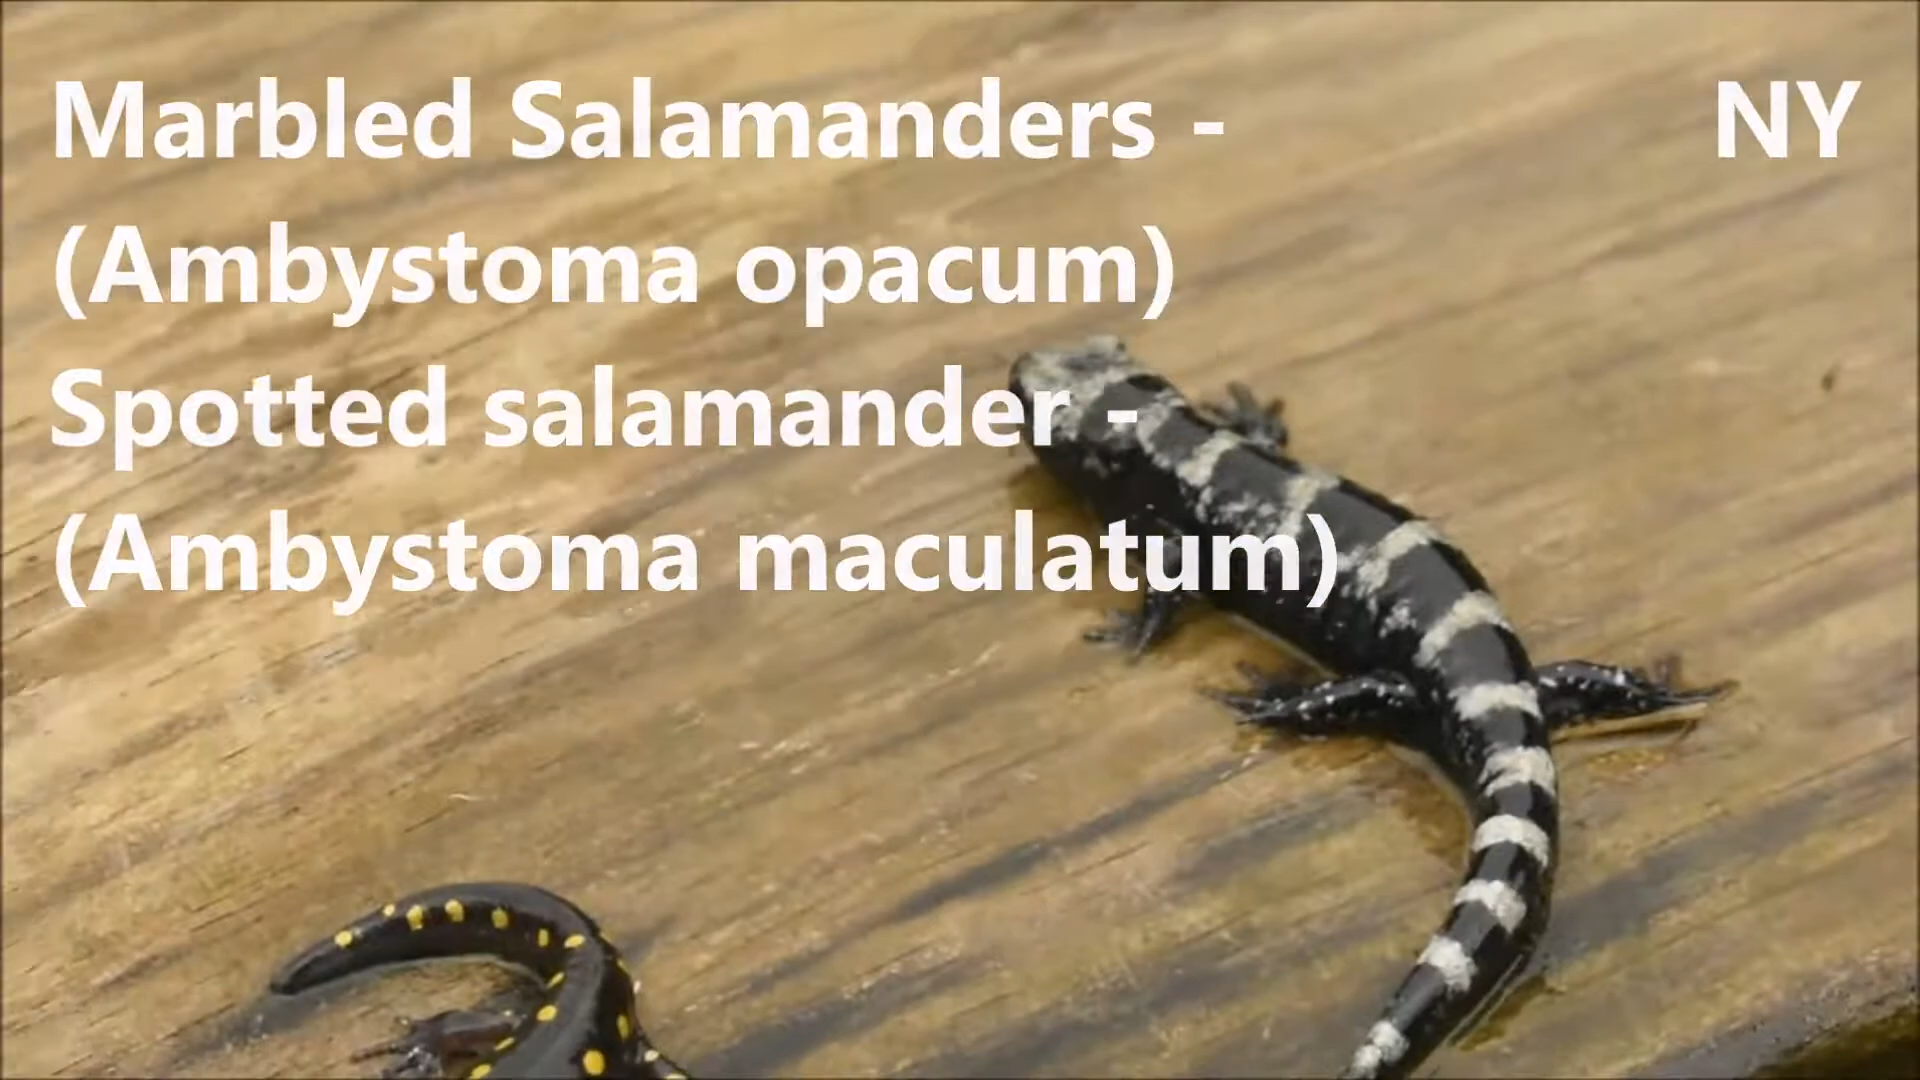 Marbled Salamanders - NY
(Ambystoma opacum)
Spotted salamander -
(Ambystoma maculatum)